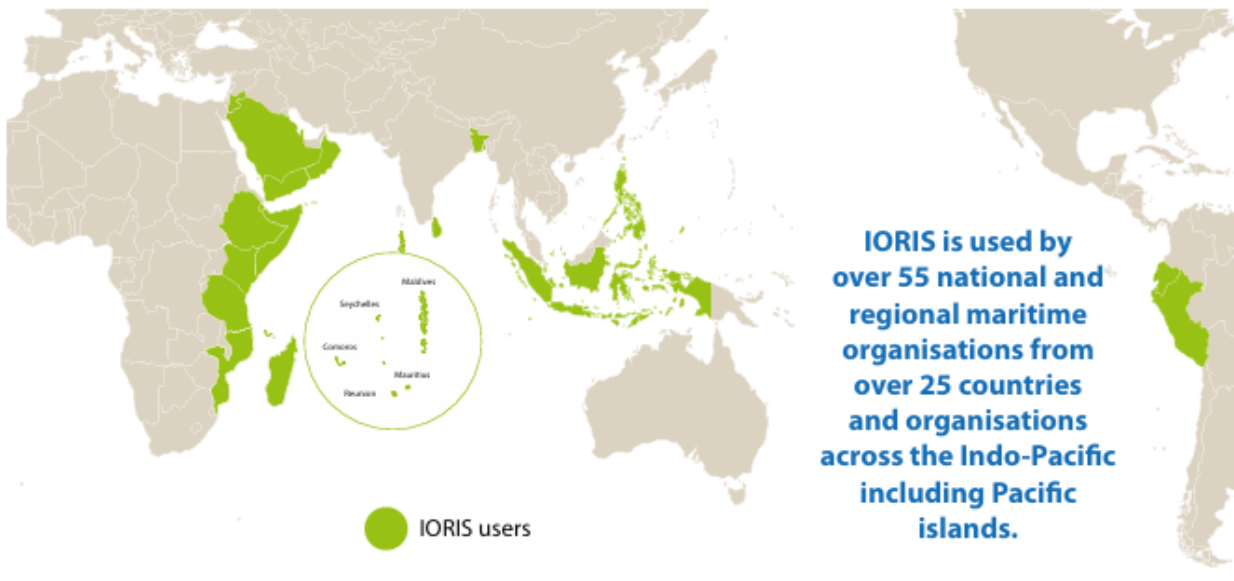 Maldives
Seychelles
Comoros
Mauritius
Reunion
IORIS is used by
over 55 national and
regional maritime
organisations from
over 25 countries
and organisations
across the Indo-Pacific
including Pacific
islands.
IORIS users